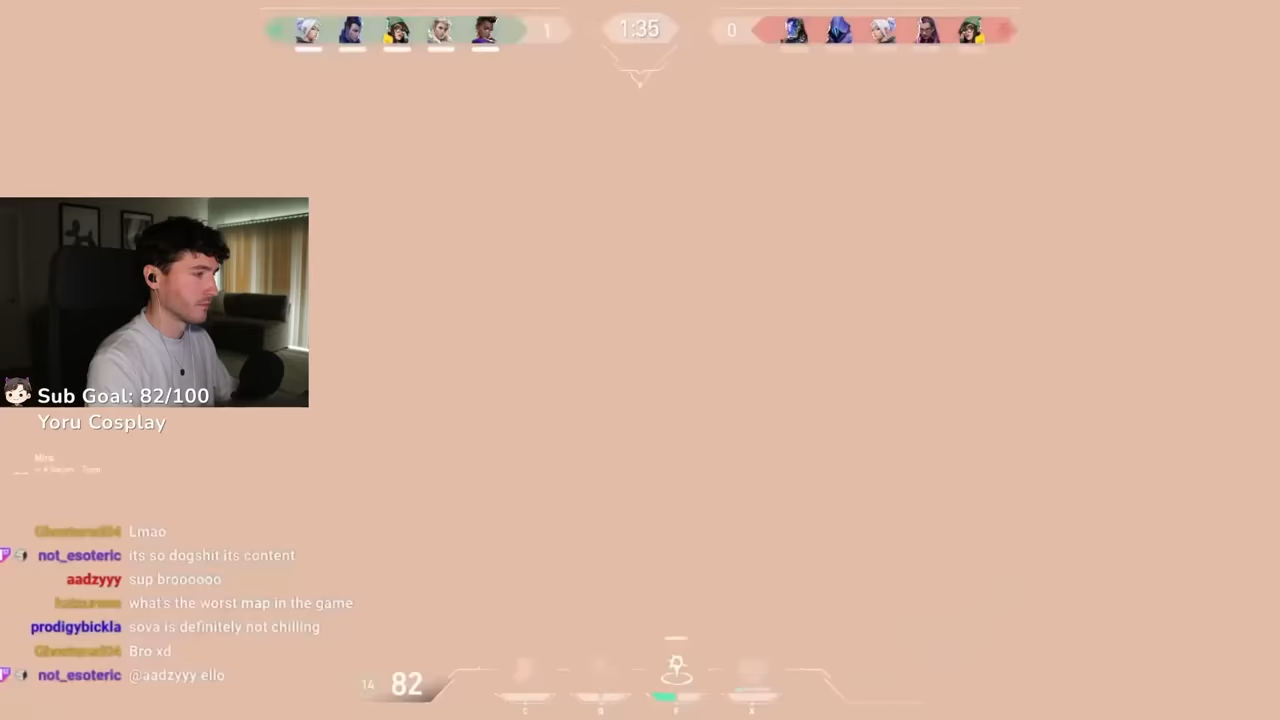 1 1:35 0
Sub Goal: 82/100
Yoru Cosplay
Lmao
not_esoteric its so dogshit its content
aadzyyy sup broooooo
what's the worst map in the game
prodigybickla sova is definitely not chilling
Bro xd
not_esoteric @aadzyyy ello
14 82
C Q F X